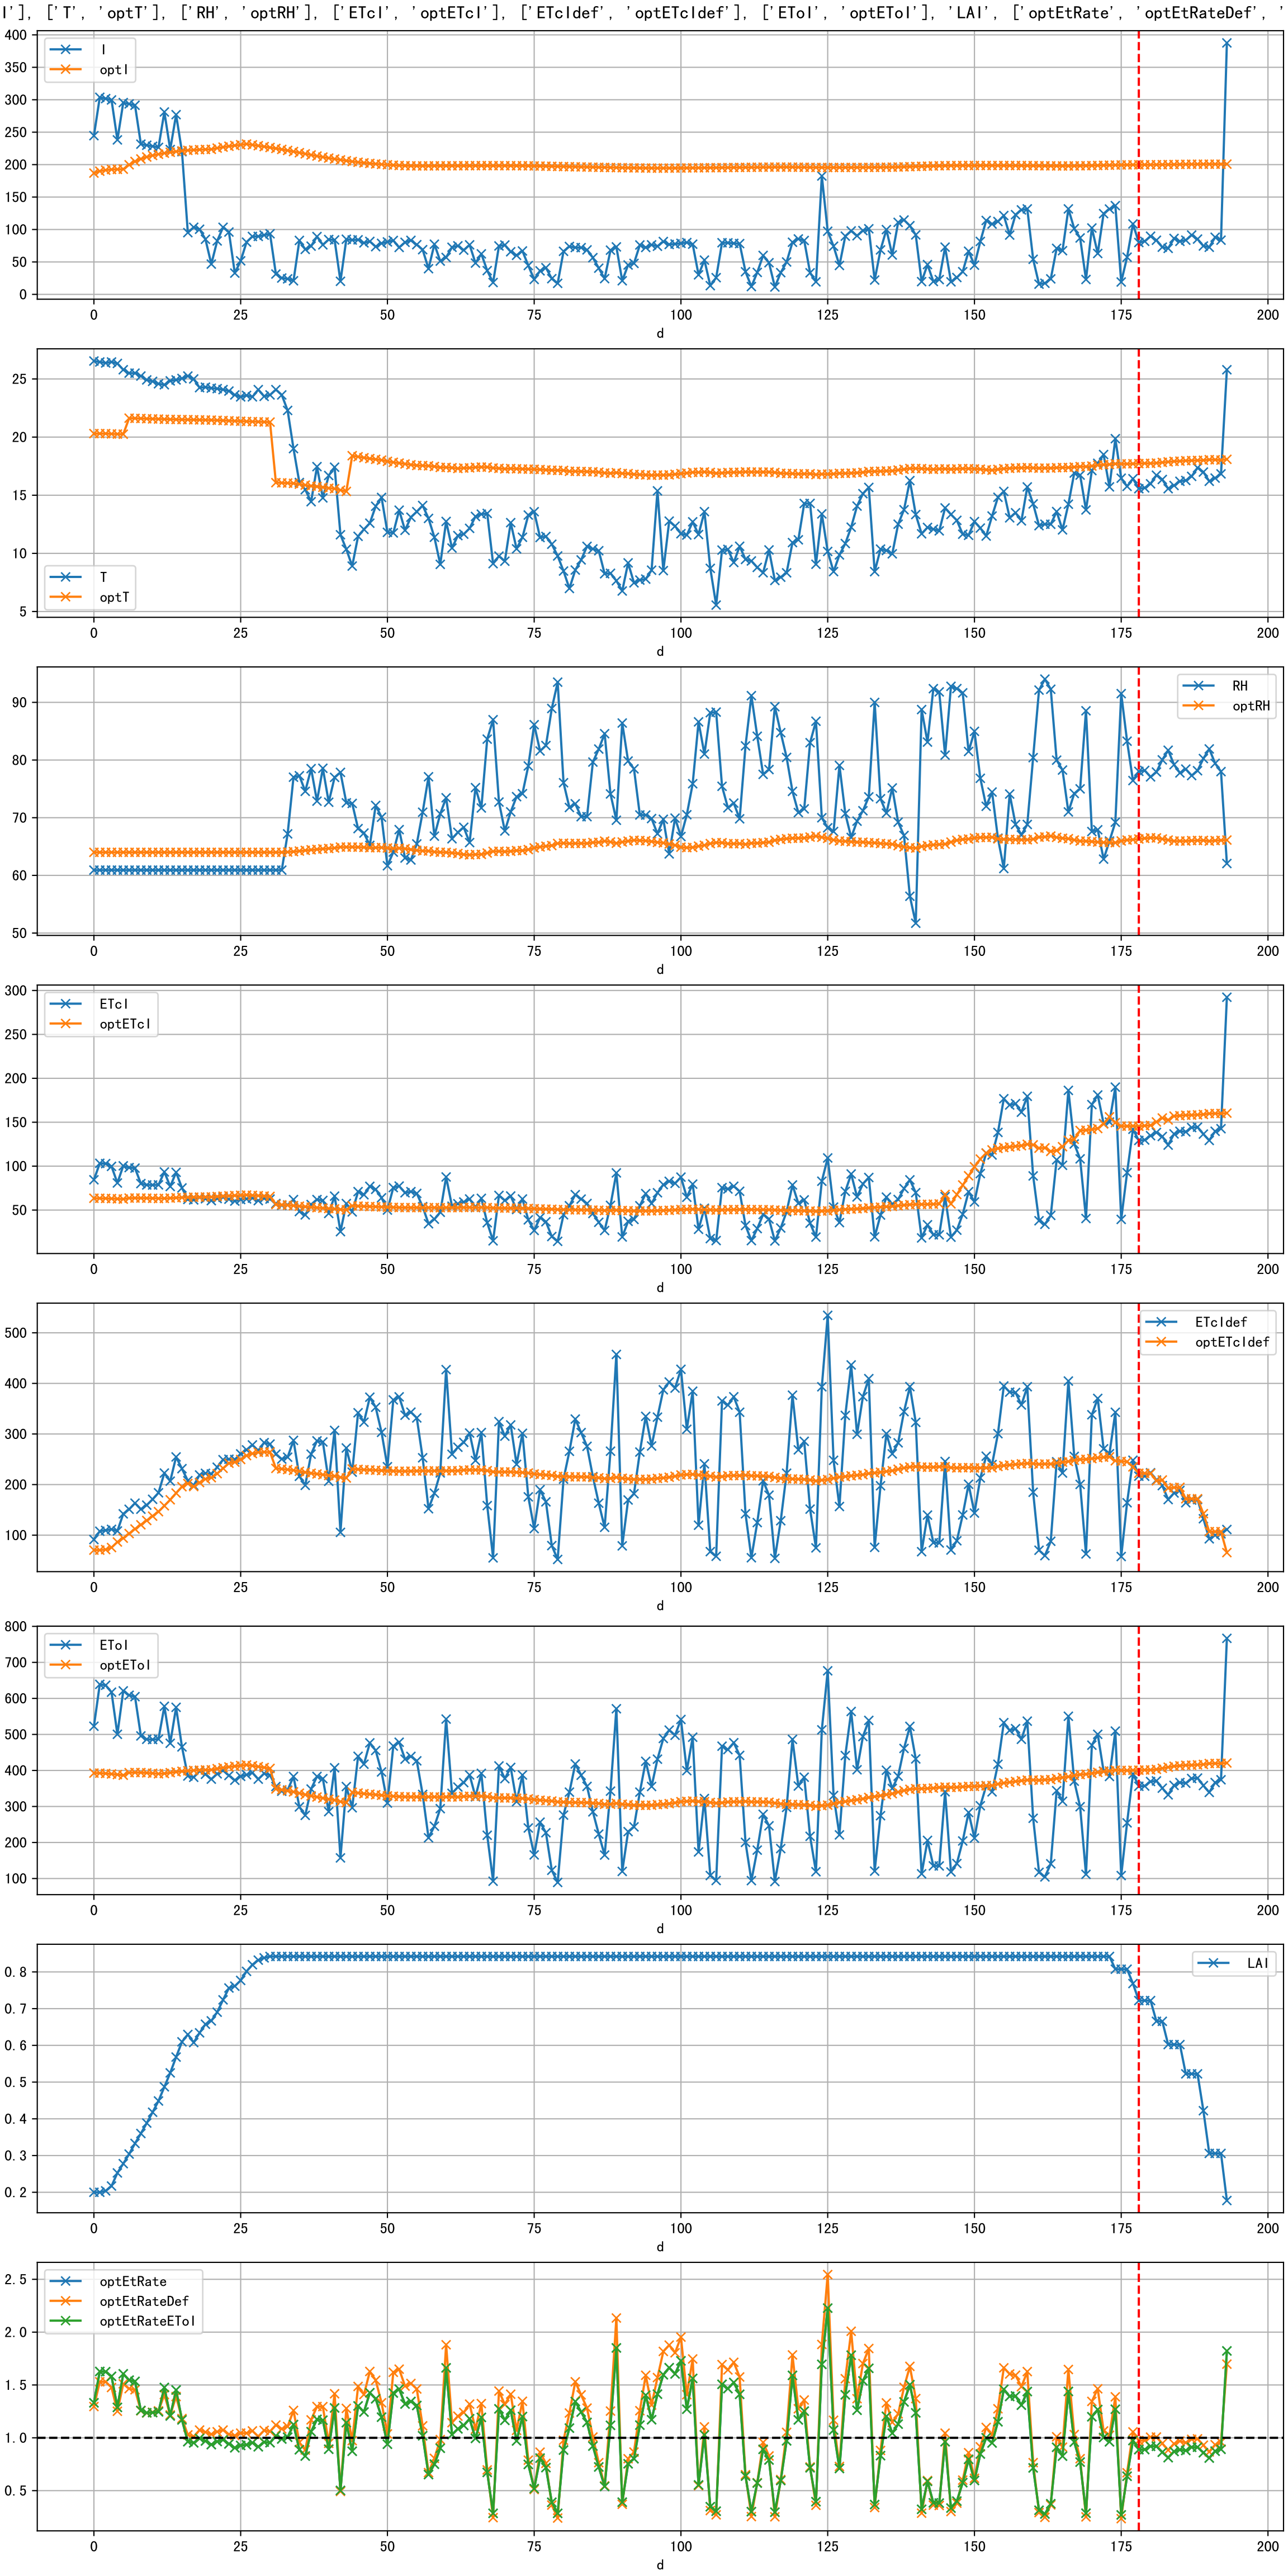 I'], ['T', 'optT'], ['RH', 'optRH'], ['ETcI', 'optETcI'], ['ETcIdef', 'optETcIdef'], ['EToI', 'optEToI'], 'LAI', ['optEtRate', 'optEtRateDef', '
I
optI
400
350
300
250
200
150
100
50
0
0 25 50 75 100 125 150 175 200
d
25
20
15
10
5
T
optT
0 25 50 75 100 125 150 175 200
d
RH
optRH
90
80
70
60
50
0 25 50 75 100 125 150 175 200
d
ETcI
optETcI
300
250
200
150
100
50
0 25 50 75 100 125 150 175 200
d
ETcIdef
optETcIdef
500
400
300
200
100
0 25 50 75 100 125 150 175 200
d
EToI
optEToI
800
700
600
500
400
300
200
100
0 25 50 75 100 125 150 175 200
d
LAI
0.8
0.7
0.6
0.5
0.4
0.3
0.2
0 25 50 75 100 125 150 175 200
d
optEtRate
optEtRateDef
optEtRateEToI
2.5
2.0
1.5
1.0
0.5
0 25 50 75 100 125 150 175 200
d